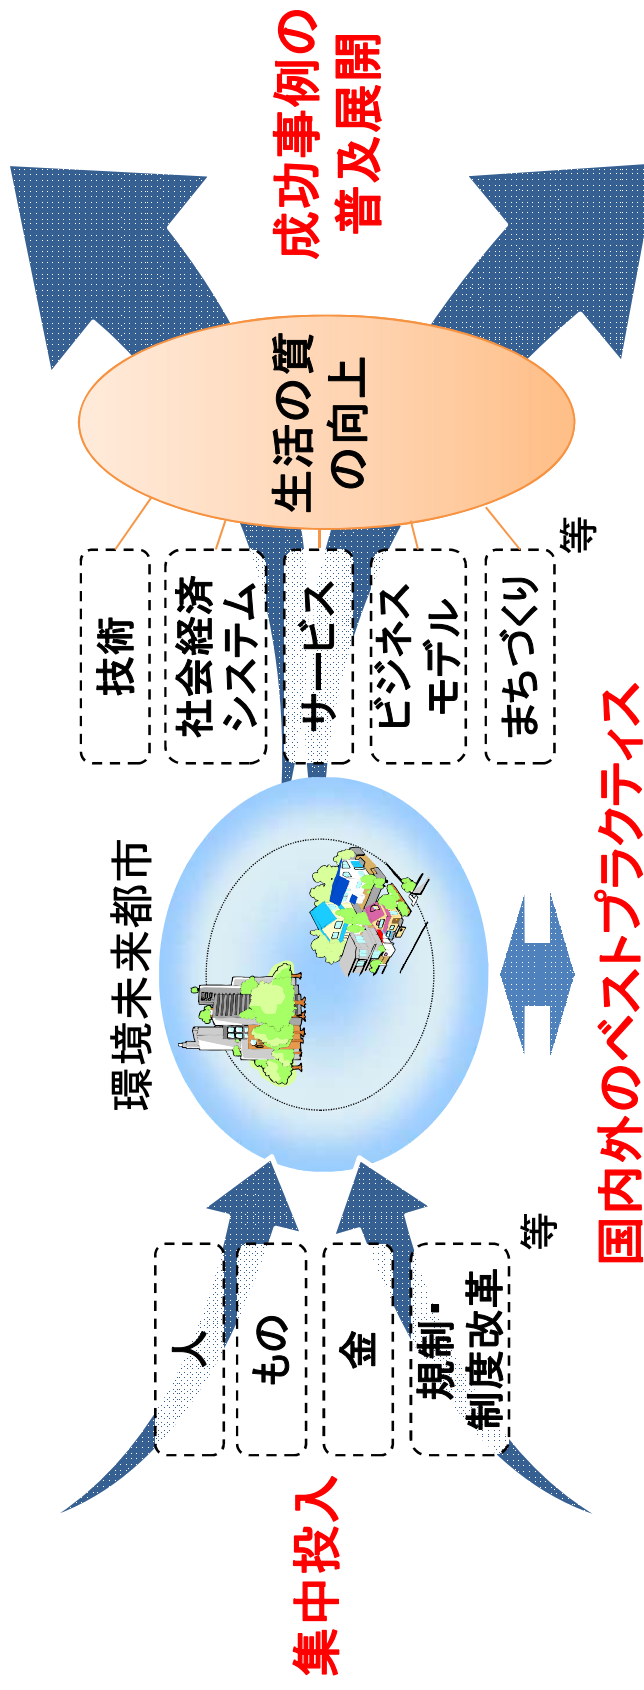 集中投入
人
もの
金
規制・
制度改革
等
環境未来都市
国内外のベストプラクティス
技術
社会経済
システム
サービス
ビジネス
モデル
まちづくり
等
生活の質
の向上
成功事例の
普及展開